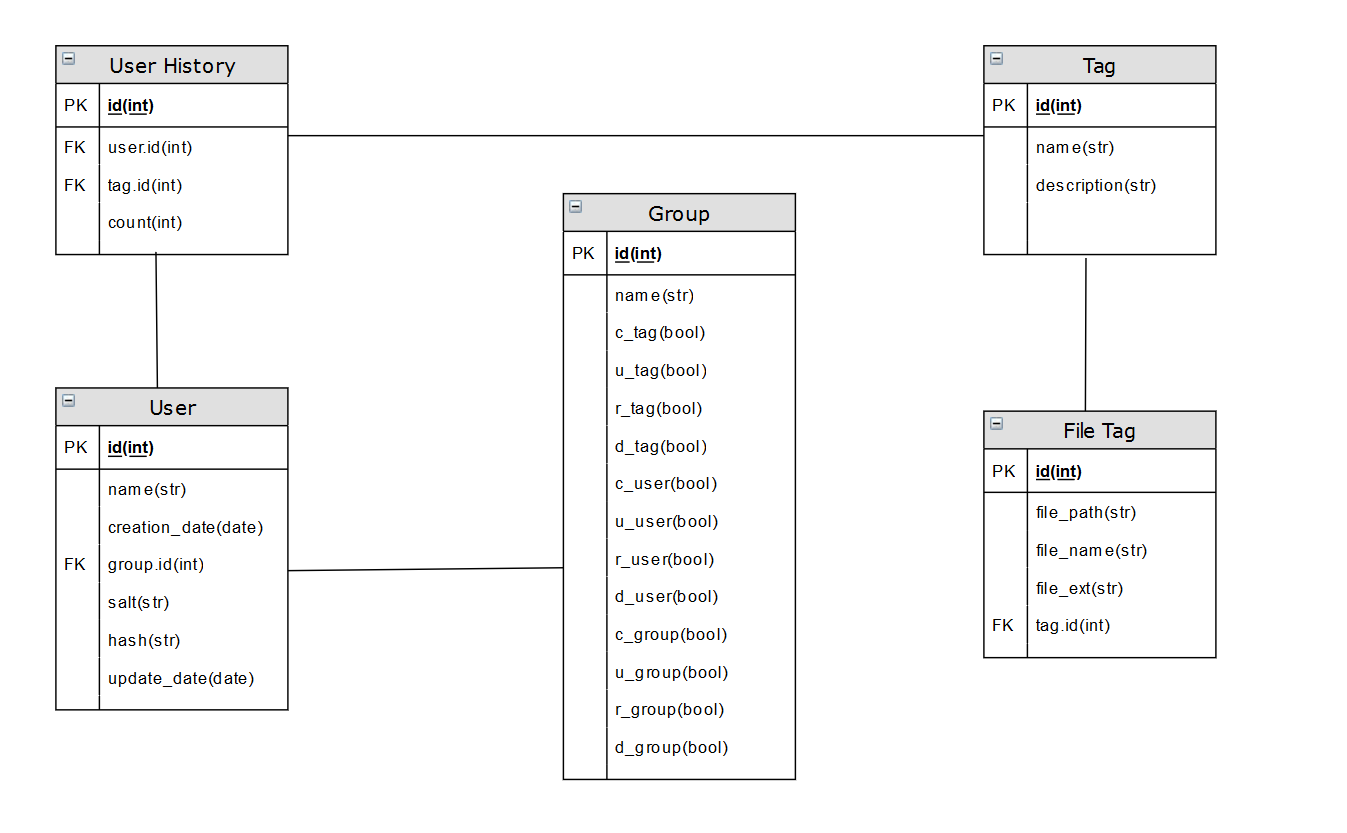 User History
PK id(int)
FK user.id(int)
FK tag.id(int)
count(int)
Tag
PK id(int)
name(str)
description(str)
Group
PK id(int)
name(str)
c_tag(bool)
u_tag(bool)
r_tag(bool)
d_tag(bool)
c_user(bool)
u_user(bool)
r_user(bool)
d_user(bool)
c_group(bool)
u_group(bool)
r_group(bool)
d_group(bool)
User
PK id(int)
name(str)
creation_date(date)
FK group.id(int)
salt(str)
hash(str)
update_date(date)
File Tag
PK id(int)
file_path(str)
file_name(str)
file_ext(str)
FK tag.id(int)